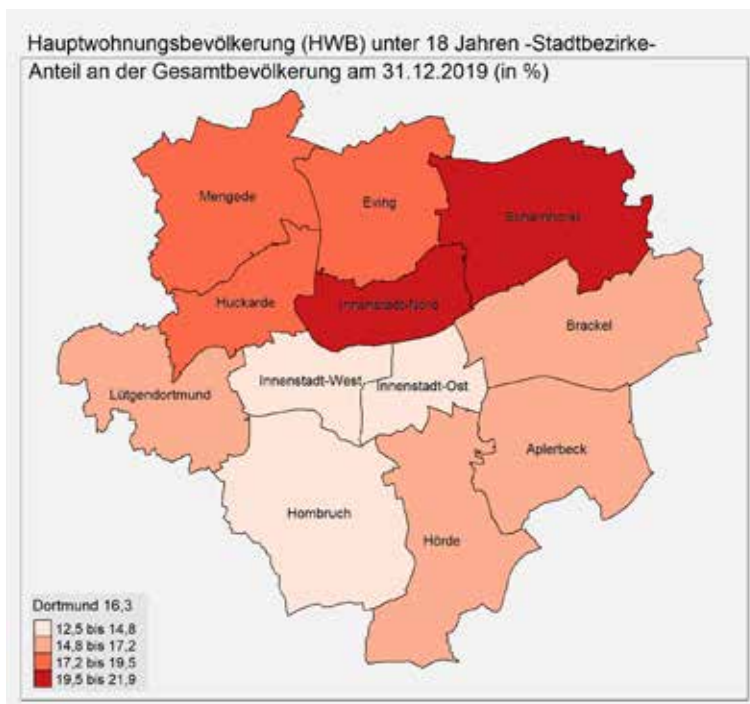 Hauptwohnungsbevölkerung (HWB) unter 18 Jahren -Stadtbezirke-
Anteil an der Gesamtbevölkerung am 31.12.2019 (in %)
Mengede
Eving
Scharnhorst
Huckarde
Innenstadt-Nord
Brackel
Innenstadt-West
Innenstadt-Ost
Lütgendortmund
Aplerbeck
Hombruch
Hörde
Dortmund 16,3
12,5 bis 14,8
14,8 bis 17,2
17,2 bis 19,5
19,5 bis 21,9